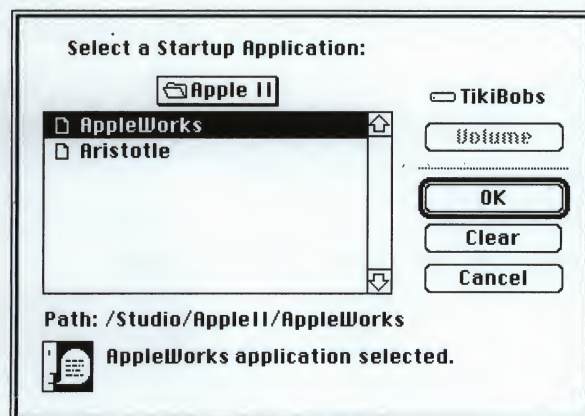 Select a Startup Application:
Apple II
AppleWorks
Aristotle
TikiBobs
Volume
OK
Clear
Cancel
Path: /Studio/AppleII/AppleWorks
AppleWorks application selected.